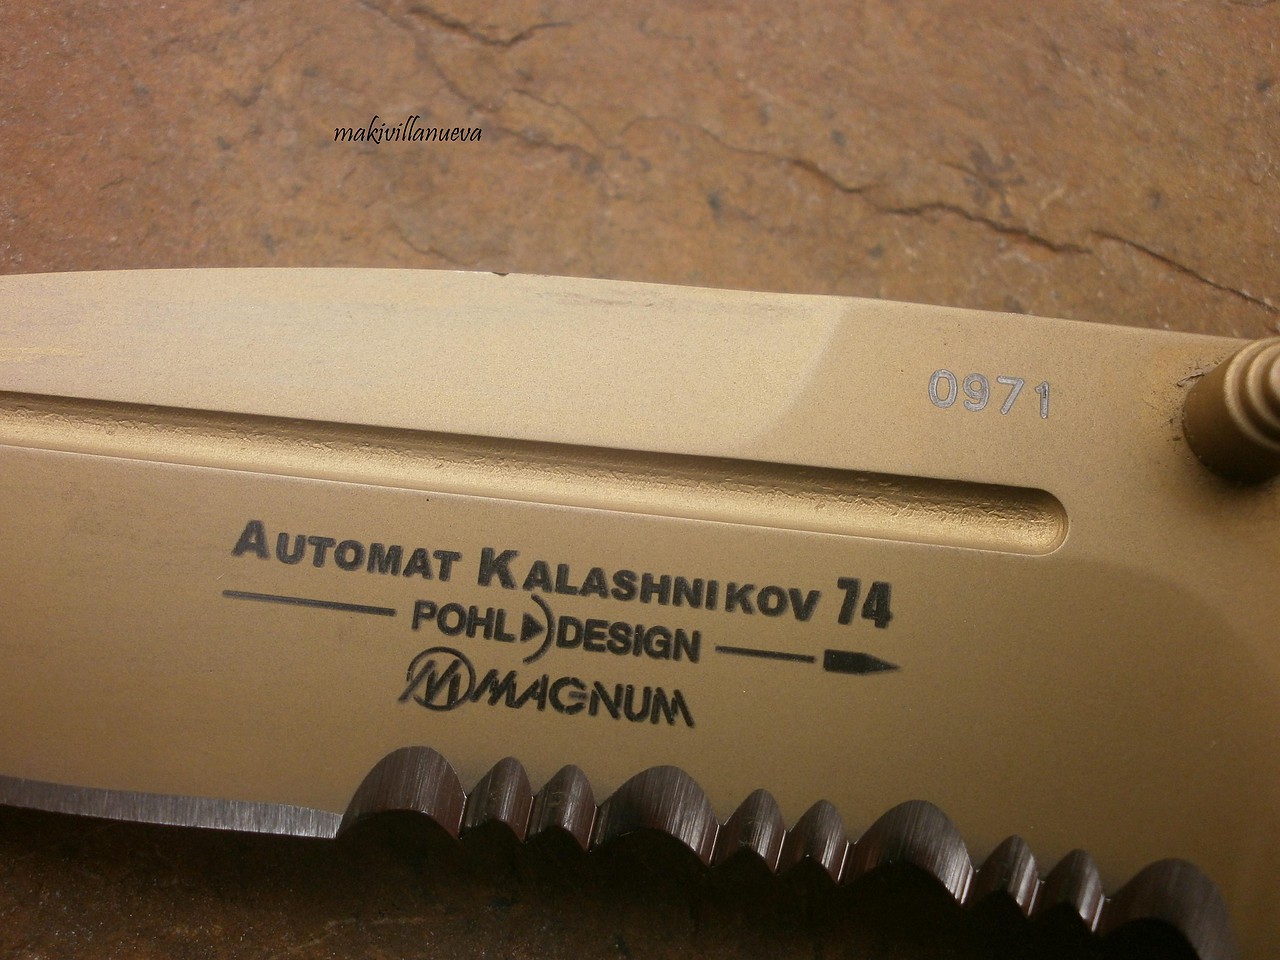 makivillanueva
0971
AUTOMAT KALASHNIKOV 74
POHL DESIGN
MAGNUM